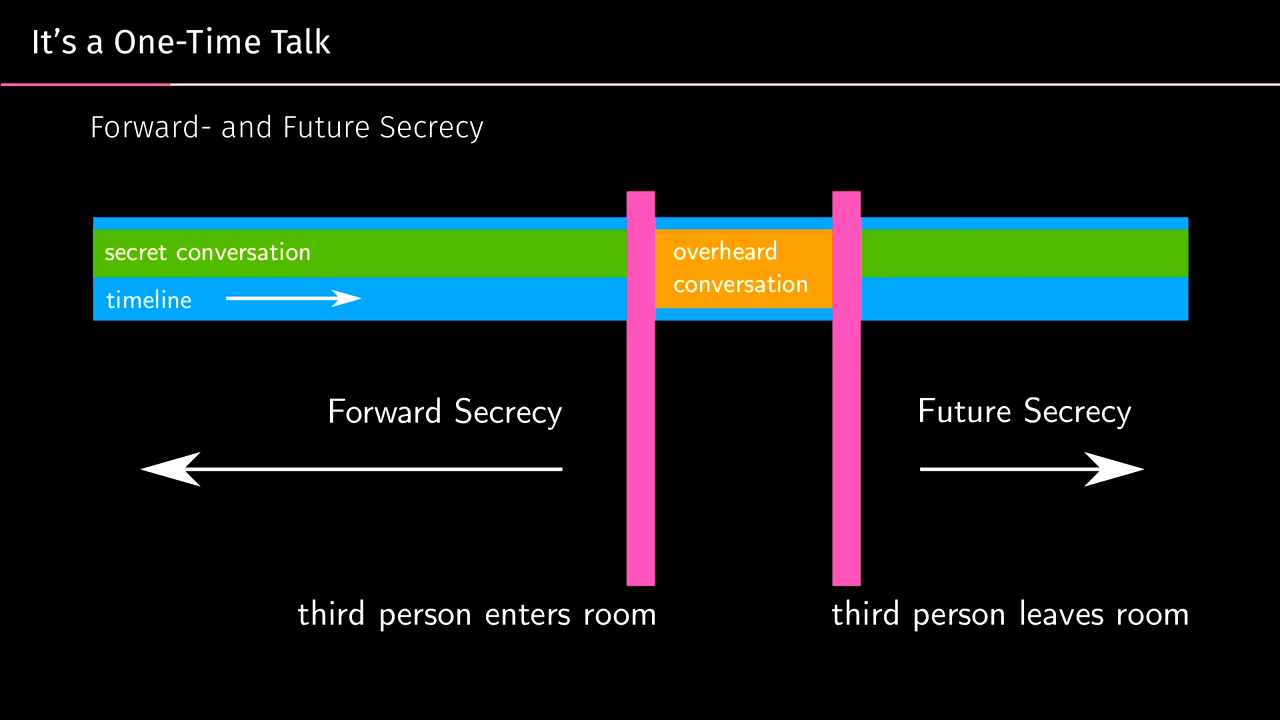 It’s a One-Time Talk
Forward- and Future Secrecy
secret conversation
overheard
conversation
timeline
Forward Secrecy
Future Secrecy
third person enters room
third person leaves room